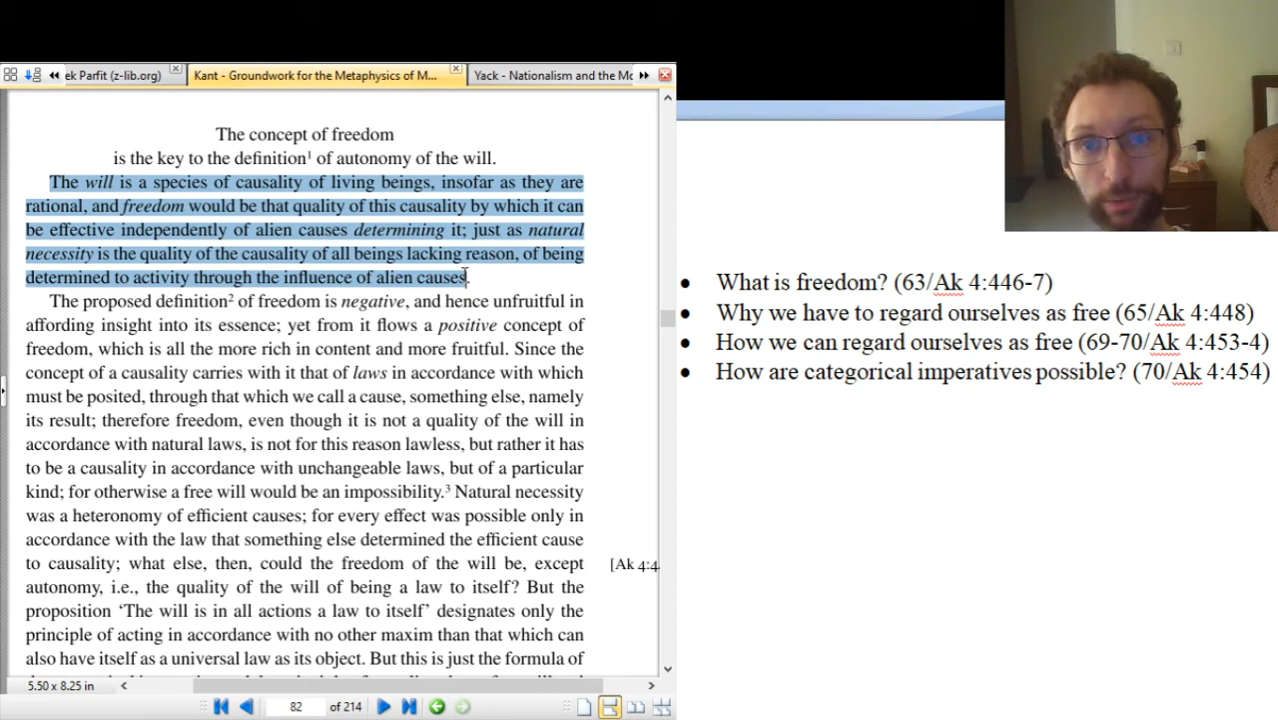 ek Parfit (z-lib.org)
Kant - Groundwork for the Metaphysics of M...
Yack - Nationalism and the Mo
The concept of freedom
is the key to the definition¹ of autonomy of the will.
The will is a species of causality of living beings, insofar as they are
rational, and freedom would be that quality of this causality by which it can
be effective independently of alien causes determining it; just as natural
necessity is the quality of the causality of all beings lacking reason, of being
determined to activity through the influence of alien causes.
The proposed definition² of freedom is negative, and hence unfruitful in
affording insight into its essence; yet from it flows a positive concept of
freedom, which is all the more rich in content and more fruitful. Since the
concept of a causality carries with it that of laws in accordance with which
must be posited, through that which we call a cause, something else, namely
its result; therefore freedom, even though it is not a quality of the will in
accordance with natural laws, is not for this reason lawless, but rather it has
to be a causality in accordance with unchangeable laws, but of a particular
kind; for otherwise a free will would be an impossibility.³ Natural necessity
was a heteronomy of efficient causes; for every effect was possible only in
accordance with the law that something else determined the efficient cause
to causality; what else, then, could the freedom of the will be, except
[Ak 4:4
autonomy, i.e., the quality of the will of being a law to itself? But the
proposition ‘The will is in all actions a law to itself’ designates only the
principle of acting in accordance with no other maxim than that which can
also have itself as a universal law as its object. But this is just the formula of
5.50 x 8.25 in
82
of 214
• What is freedom? (63/Ak 4:446-7)
• Why we have to regard ourselves as free (65/Ak 4:448)
• How we can regard ourselves as free (69-70/Ak 4:453-4)
• How are categorical imperatives possible? (70/Ak 4:454)